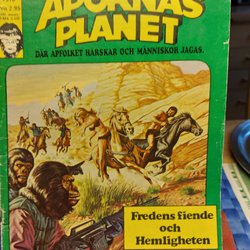 APORNAS
PLANET
DÄR APFOLKET HÄRSKAR OCH MÄNNISKOR JAGAS.
Fredens fiende
och
Hemligheten